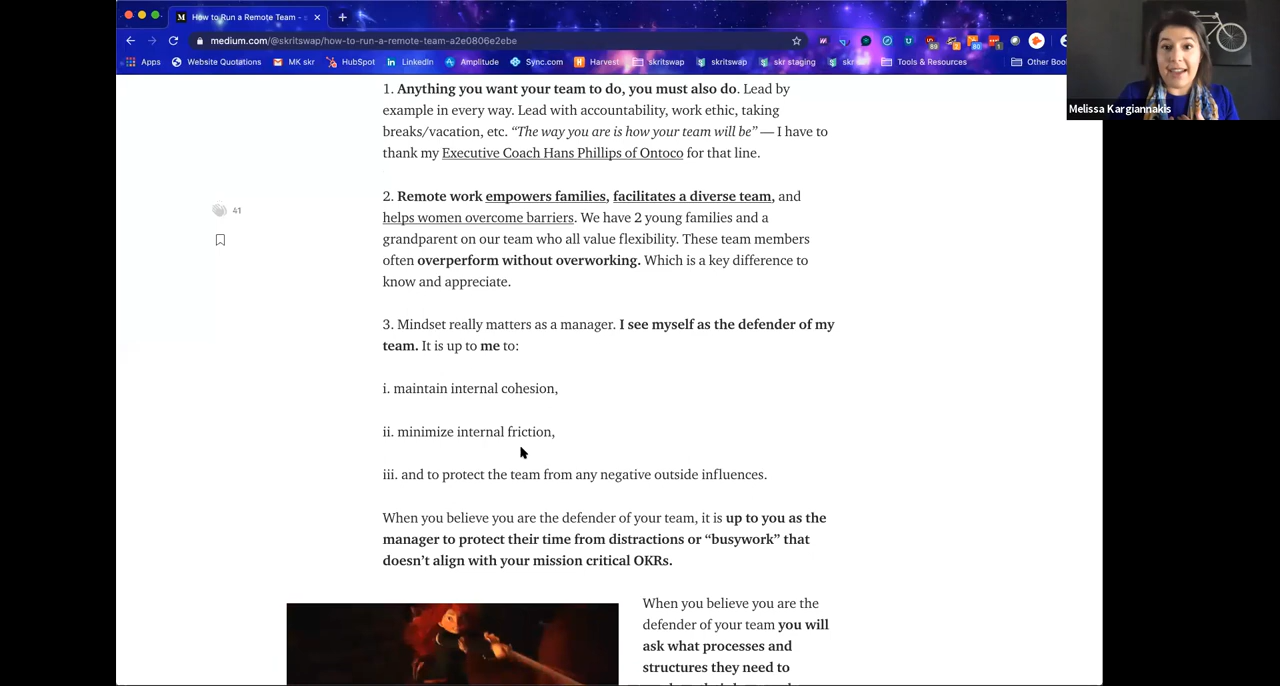 How to Run a Remote Team -
medium.com/@skritswap/how-to-run-a-remote-team-a2e0806e2ebe
Apps Website Quotations MK skr HubSpot LinkedIn Amplitude Sync.com Harvest skritswap skritswap skr staging Tools & Resources
Melissa Kargiannakis
1. Anything you want your team to do, you must also do. Lead by
example in every way. Lead with accountability, work ethic, taking
breaks/vacation, etc. “The way you are is how your team will be” — I have to
thank my Executive Coach Hans Phillips of Ontoco for that line.
2. Remote work empowers families, facilitates a diverse team, and
helps women overcome barriers. We have 2 young families and a
grandparent on our team who all value flexibility. These team members
often overperform without overworking. Which is a key difference to
know and appreciate.
41
3. Mindset really matters as a manager. I see myself as the defender of my
team. It is up to me to:
i. maintain internal cohesion,
ii. minimize internal friction,
iii. and to protect the team from any negative outside influences.
When you believe you are the defender of your team, it is up to you as the
manager to protect their time from distractions or “busywork” that
doesn’t align with your mission critical OKRs.
When you believe you are the
defender of your team you will
ask what processes and
structures they need to